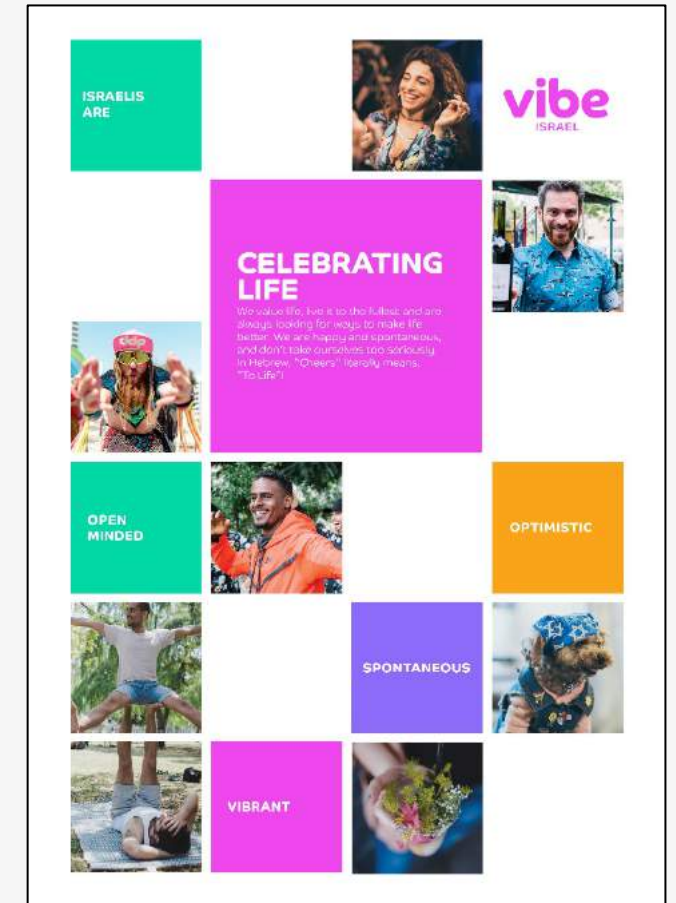 ISRAELIS
ARE
vibe
ISRAEL
CELEBRATING
LIFE
We value life, live it to the fullest and are
always looking for ways to make life
better. We are happy and spontaneous,
and don't take ourselves too seriously.
In Hebrew, "Cheers" literally means,
"To Life"!
cidp
OPEN
MINDED
OPTIMISTIC
SPONTANEOUS
VIBRANT